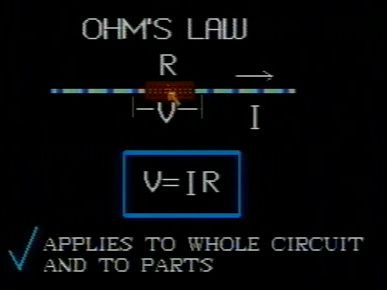 OHM'S LAW
R
V
I
V=IR
APPLIES TO WHOLE CIRCUIT
AND TO PARTS